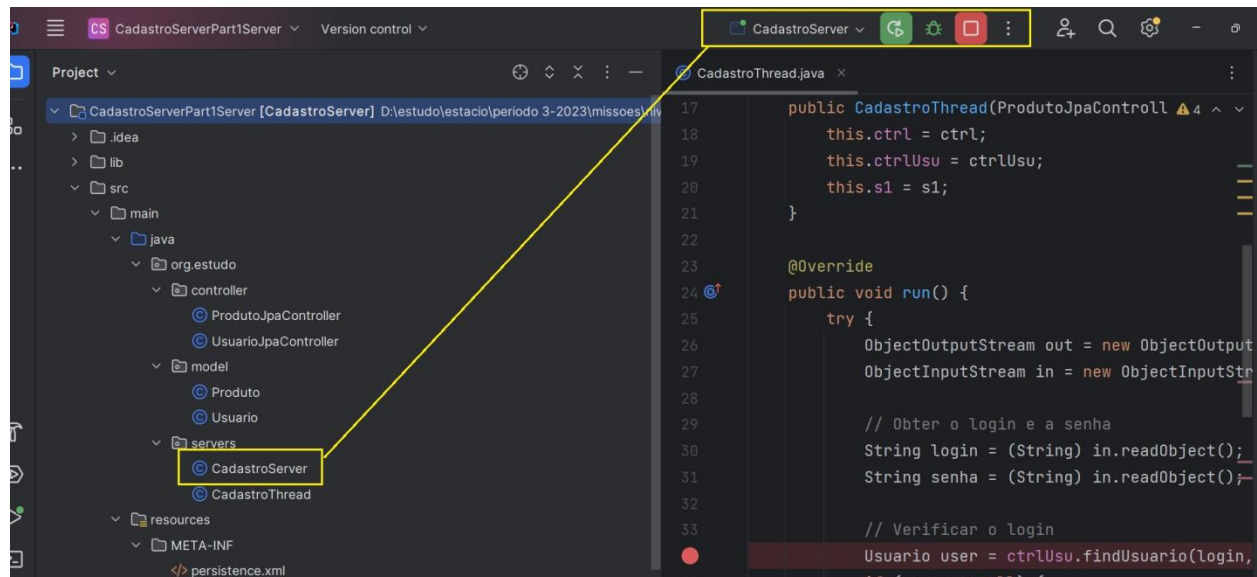 CS CadastroServerPart1Server Version control
CadastroServer
Project
CadastroThread.java
CadastroServerPart1Server [CadastroServer] D:\estudo\estacio\periodo 3-2023\missoes\niv
.idea
lib
src
main
java
org.estudo
controller
ProdutoJpaController
UsuarioJpaController
model
Produto
Usuario
servers
CadastroServer
CadastroThread
resources
META-INF
persistence.xml
17 public CadastroThread(ProdutoJpaControll 4
18 this.ctrl = ctrl;
19 this.ctrlUsu = ctrlUsu;
20 this.s1 = s1;
21 }
22
23 @Override
24 public void run() {
25 try {
26 ObjectOutputStream out = new ObjectOutput
27 ObjectInputStream in = new ObjectInputStr
28
29 // Obter o login e a senha
30 String login = (String) in.readObject();
31 String senha = (String) in.readObject();
32
33 // Verificar o login
Usuario user = ctrlUsu.findUsuario(login,